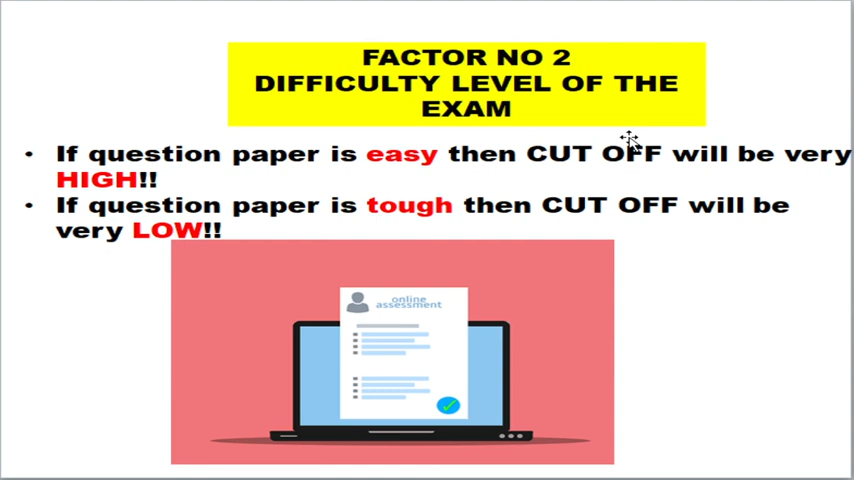 FACTOR NO 2
DIFFICULTY LEVEL OF THE
EXAM
• If question paper is easy then CUT OFF will be very
HIGH!!
• If question paper is tough then CUT OFF will be
very LOW!!
online
assessment